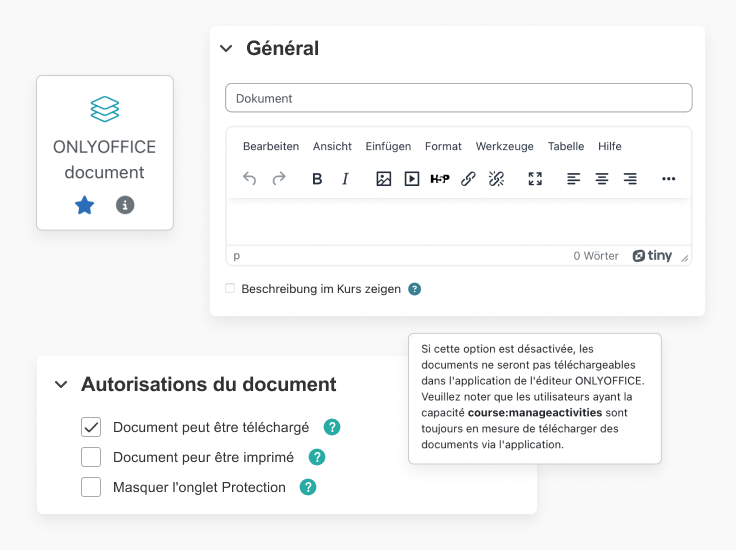 Général
ONLYOFFICE
document
Dokument
Bearbeiten Ansicht Einfügen Format Werkzeuge Tabelle Hilfe
B I H-P
p 0 Wörter tiny
Beschreibung im Kurs zeigen ?
Si cette option est désactivée, les
documents ne seront pas téléchargeables
dans l'application de l'éditeur ONLYOFFICE.
Veuillez noter que les utilisateurs ayant la
capacité course:manageactivities sont
toujours en mesure de télécharger des
documents via l'application.
Autorisations du document
Document peut être téléchargé ?
Document peur être imprimé ?
Masquer l'onglet Protection ?